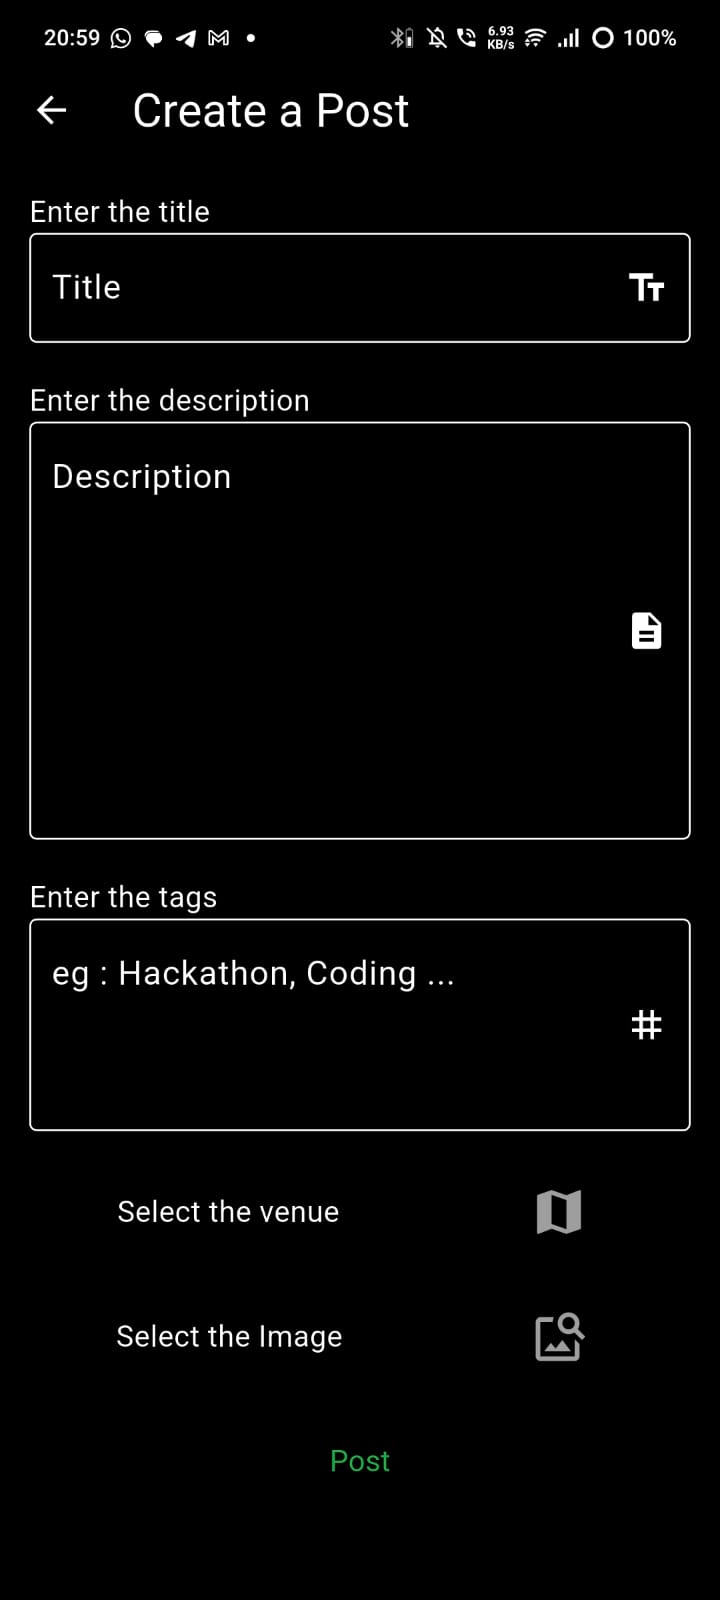 20:59 6.93 KB/s 100%
Create a Post
Enter the title
Title
Enter the description
Description
Enter the tags
eg : Hackathon, Coding ...
Select the venue
Select the Image
Post